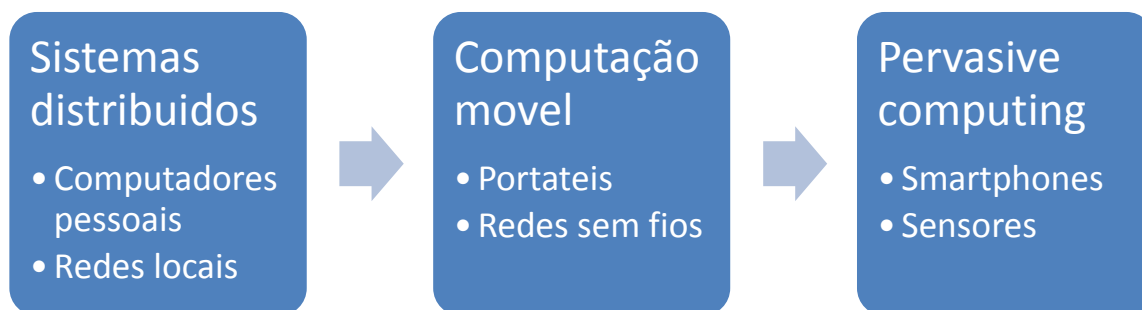 Sistemas
distribuidos
• Computadores
pessoais
• Redes locais
Computação
movel
• Portateis
• Redes sem fios
Pervasive
computing
• Smartphones
• Sensores